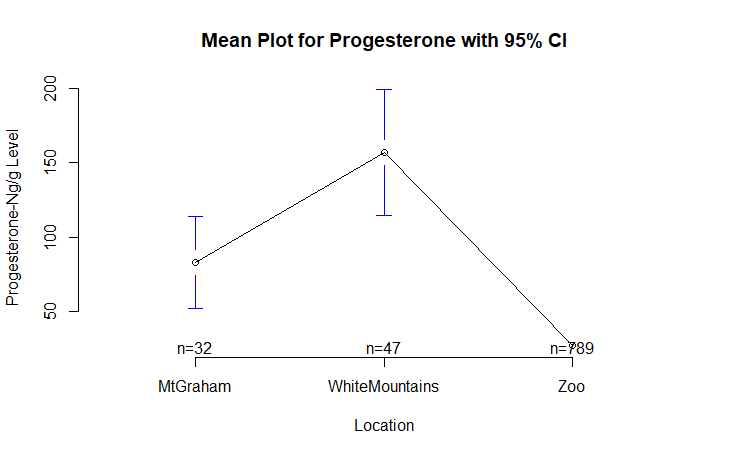 Mean Plot for Progesterone with 95% CI
Progesterone-Ng/g Level
200
150
100
50
n=32 n=47 n=789
MtGraham WhiteMountains Zoo
Location